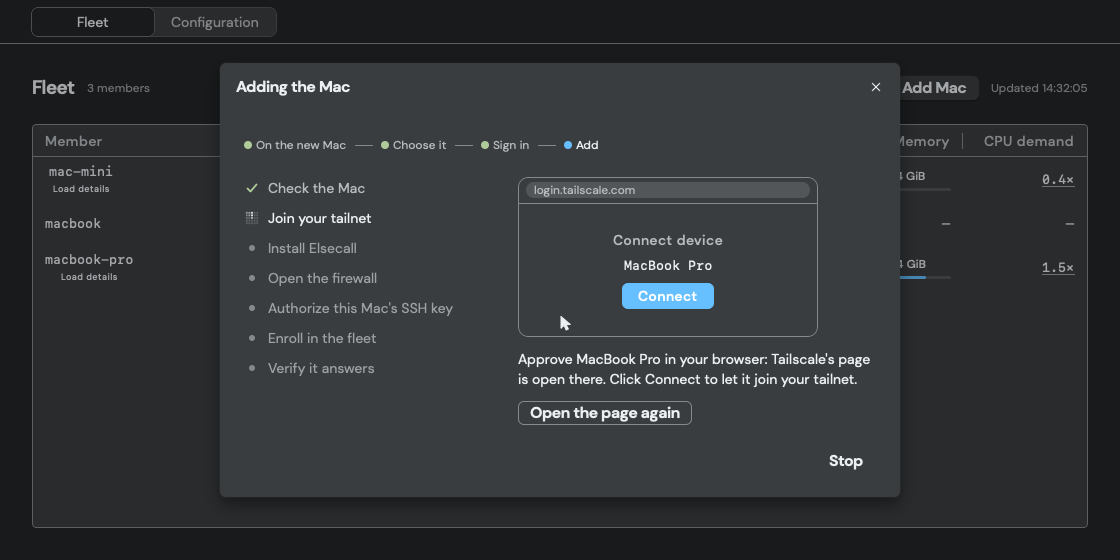 Fleet
Configuration
Fleet
3 members
Add Mac
Updated 14:32:05
Member
Memory
CPU demand
mac-mini
Load details
GiB
0.4×
macbook
—
—
macbook-pro
Load details
GiB
1.5×
Adding the Mac
×
On the new Mac
Choose it
Sign in
Add
Check the Mac
Join your tailnet
Install Elsecall
Open the firewall
Authorize this Mac's SSH key
Enroll in the fleet
Verify it answers
login.tailscale.com
Connect device
MacBook Pro
Connect
Approve MacBook Pro in your browser: Tailscale's page
is open there. Click Connect to let it join your tailnet.
Open the page again
Stop